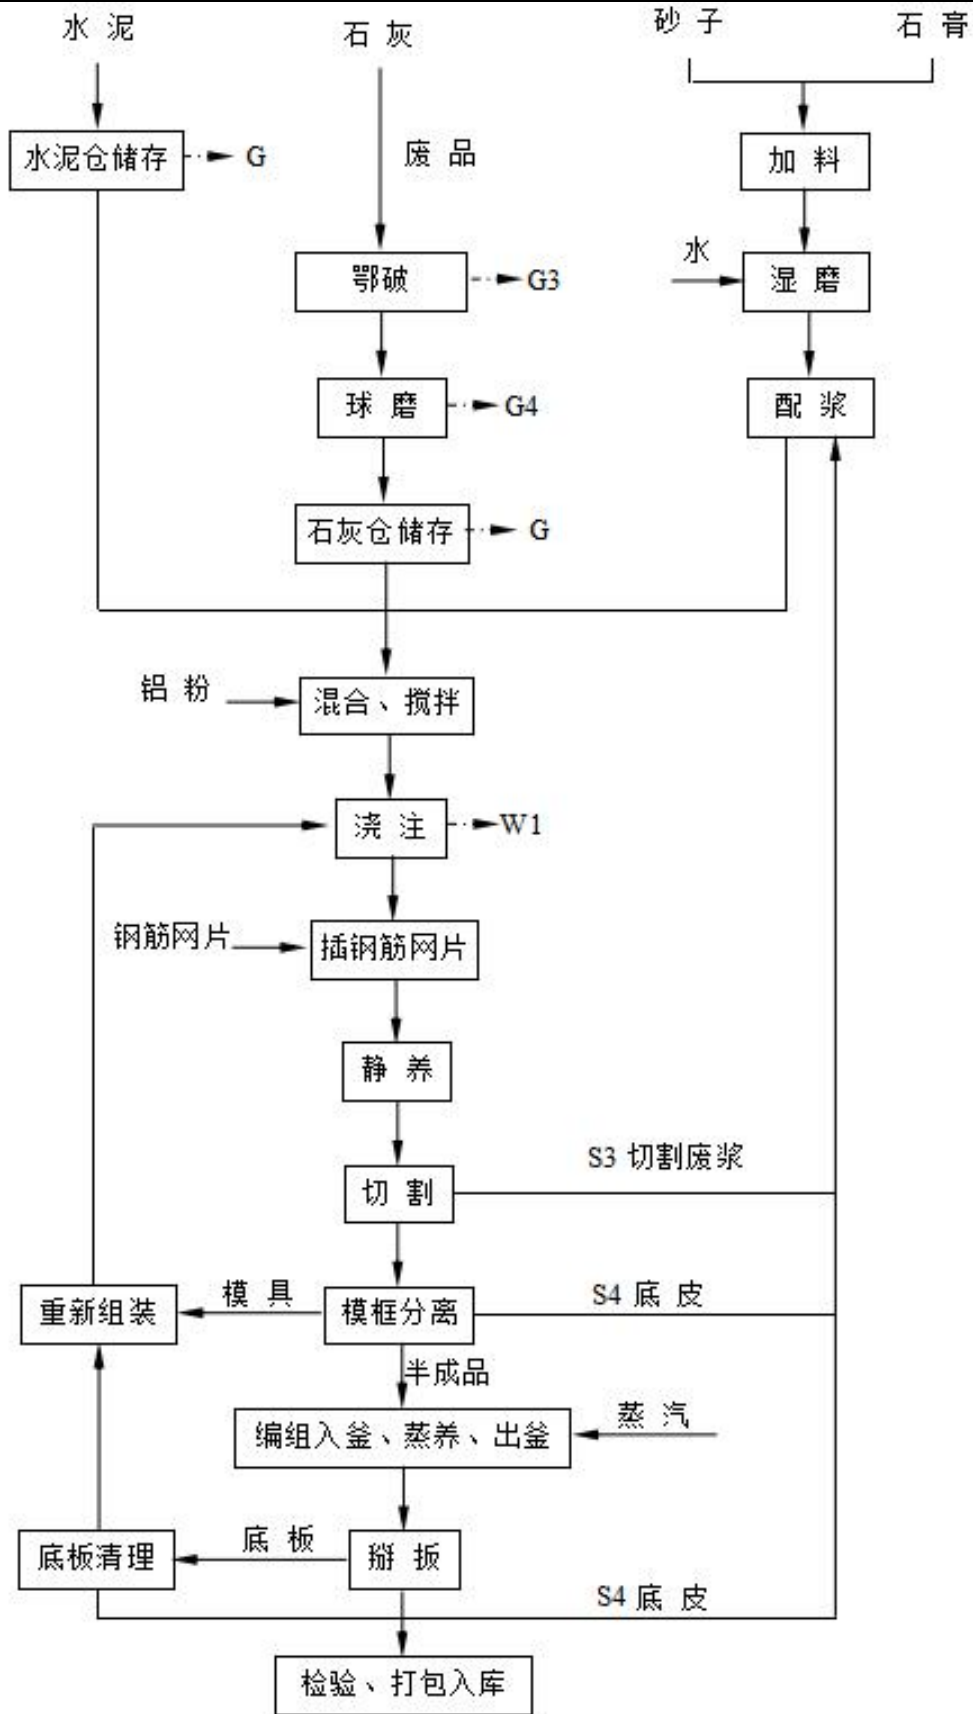 水泥
石灰
砂子
石膏
水泥仓储存
G
废品
加料
水
鄂破
G3
湿磨
球磨
G4
配浆
石灰仓储存
G
铝粉
混合、搅拌
浇注
W1
钢筋网片
插钢筋网片
静养
S3 切割废浆
切割
模具
S4 底皮
重新组装
模框分离
半成品
蒸汽
编组入釜、蒸养、出釜
底板
底板清理
掰扳
S4 底皮
检验、打包入库